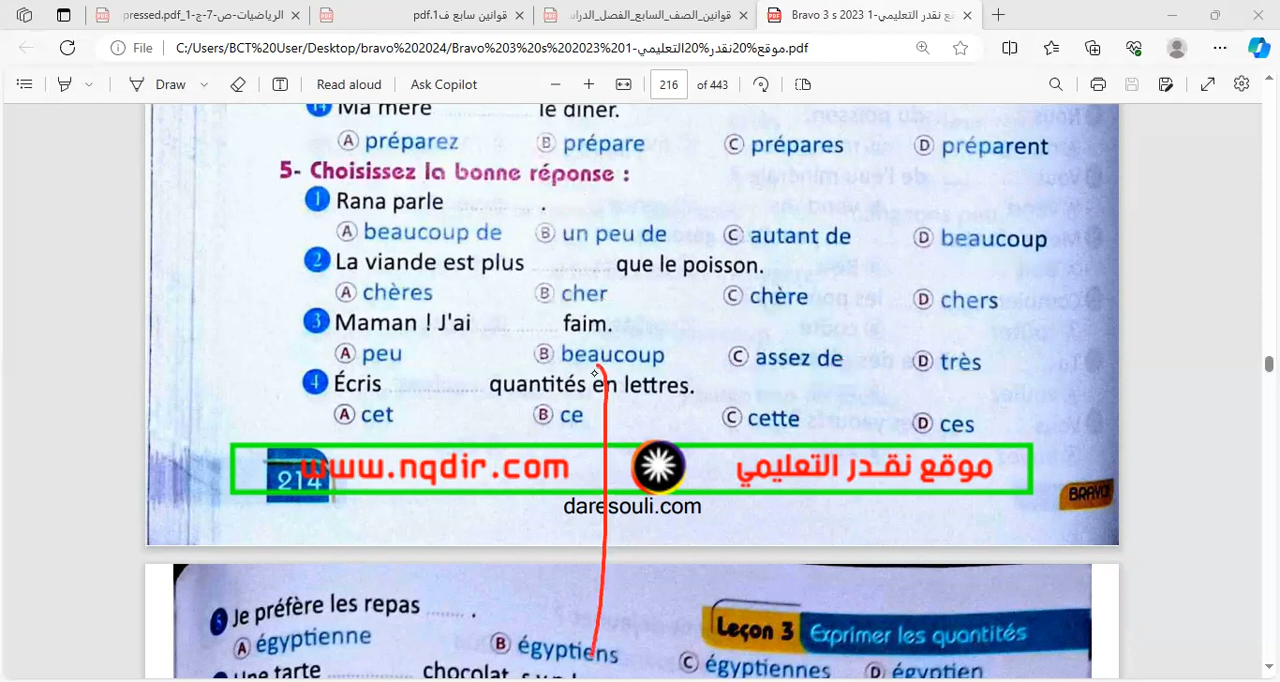 pressed.pdf_1-الرياضيات-ص-7-ج
قوانين سابع ف1.pdf
قوانين_الصف_السابع_الفصل_الدرا
Bravo 3 s 2023 1-موقع نقدر التعليمي
File
C:/Users/BCT%20User/Desktop/bravo%202024/Bravo%203%20s%202023%201-موقع%20نقدر%20التعليمي.pdf
Draw
Read aloud
Ask Copilot
216 of 443
14 Ma mère le dîner.
A préparez B prépare C prépares D préparent
5- Choisissez la bonne réponse :
1 Rana parle .
A beaucoup de B un peu de C autant de D beaucoup
2 La viande est plus que le poisson.
A chères B cher C chère D chers
3 Maman ! J'ai faim.
A peu B beaucoup C assez de D très
4 Écris ............ quantités en lettres.
A cet B ce C cette D ces
www.nqdir.com موقع نقدر التعليمي
214
daresouli.com
BRAVO
5 Je préfère les repas ....... .
Leçon 3 Exprimer les quantités
A égyptienne B égyptiens C égyptiennes D égyptien
Une tarte chocolat